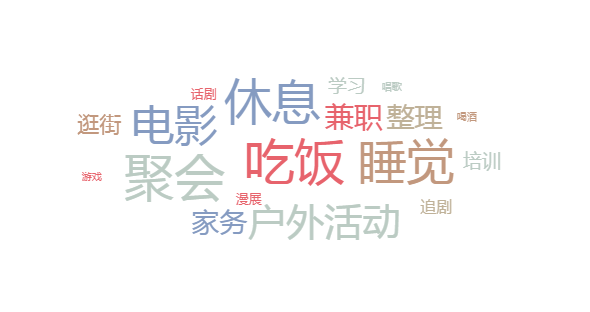 休息
学习
唱歌
话剧
电影
兼职
整理
喝酒
逛街
吃饭
睡觉
培训
聚会
游戏
漫展
追剧
家务
户外活动